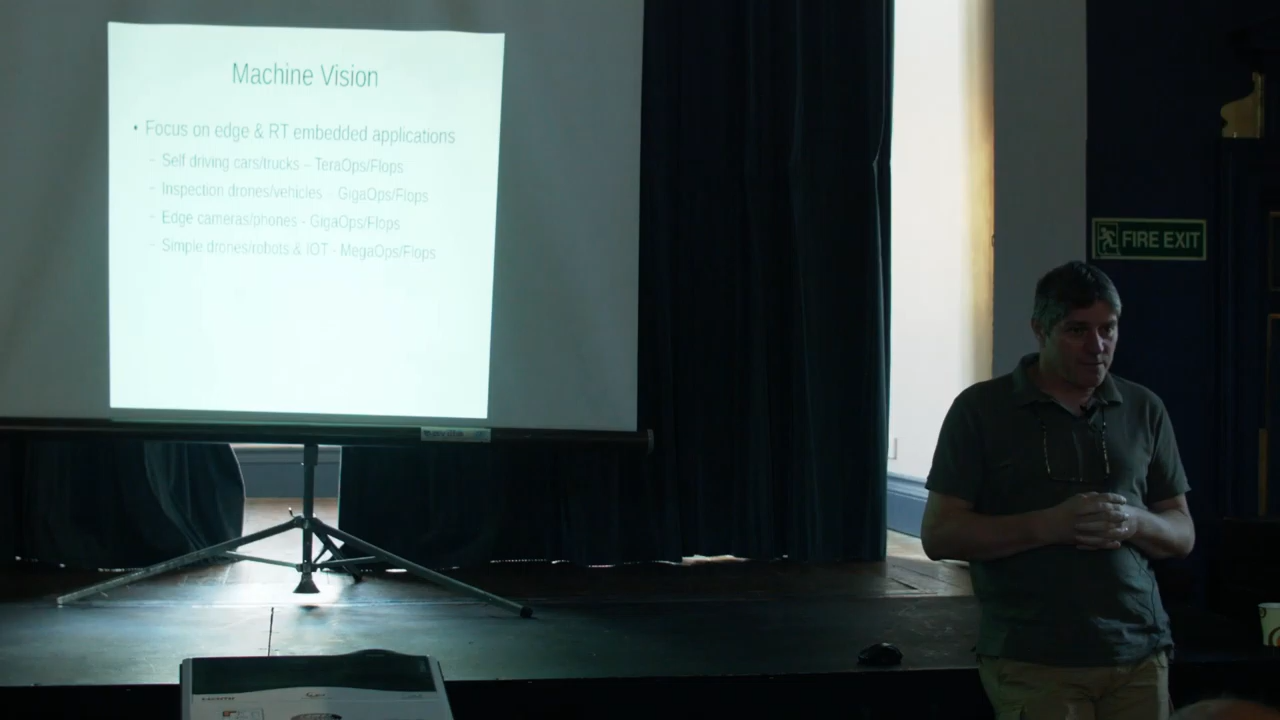 Machine Vision
• Focus on edge & RT embedded applications
– Self driving cars/trucks – TeraOps/Flops
– Inspection drones/vehicles – GigaOps/Flops
– Edge cameras/phones - GigaOps/Flops
– Simple drones/robots & IOT - MegaOps/Flops
FIRE EXIT